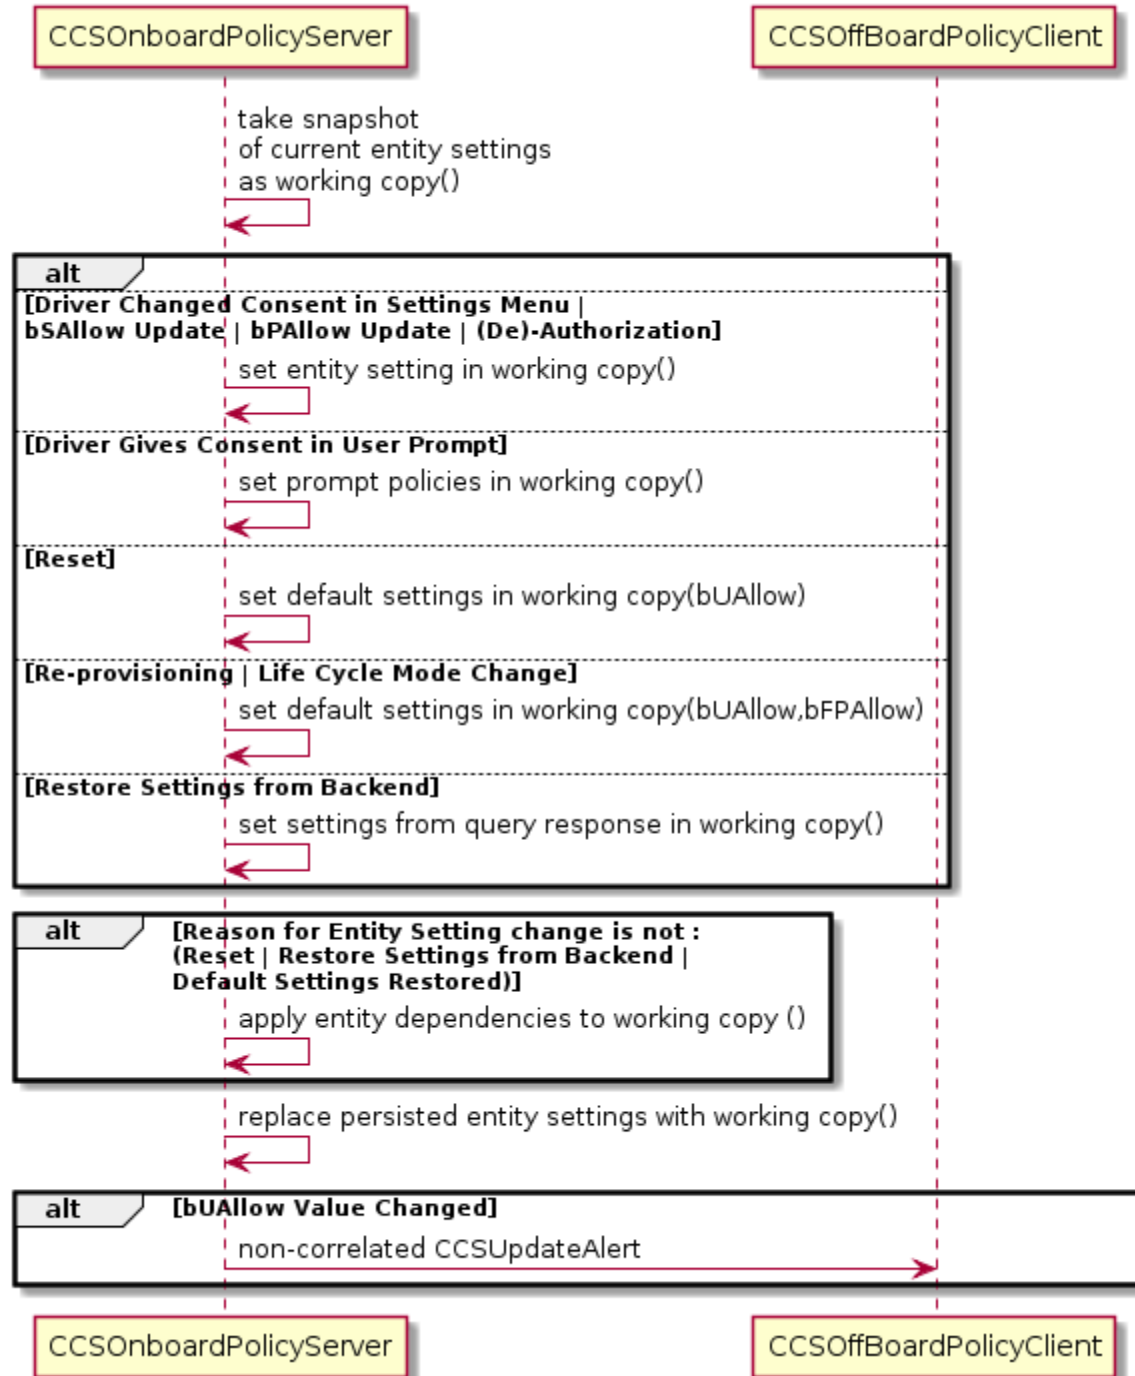 CCSOnboardPolicyServer
CCSOffBoardPolicyClient
take snapshot
of current entity settings
as working copy()
alt
[Driver Changed Consent in Settings Menu |
bSAllow Update | bPAllow Update | (De)-Authorization]
set entity setting in working copy()
[Driver Gives Consent in User Prompt]
set prompt policies in working copy()
[Reset]
set default settings in working copy(bUAllow)
[Re-provisioning | Life Cycle Mode Change]
set default settings in working copy(bUAllow,bFPAllow)
[Restore Settings from Backend]
set settings from query response in working copy()
alt
[Reason for Entity Setting change is not :
(Reset | Restore Settings from Backend |
Default Settings Restored)]
apply entity dependencies to working copy ()
replace persisted entity settings with working copy()
alt
[bUAllow Value Changed]
non-correlated CCSUpdateAlert
CCSOnboardPolicyServer
CCSOffBoardPolicyClient